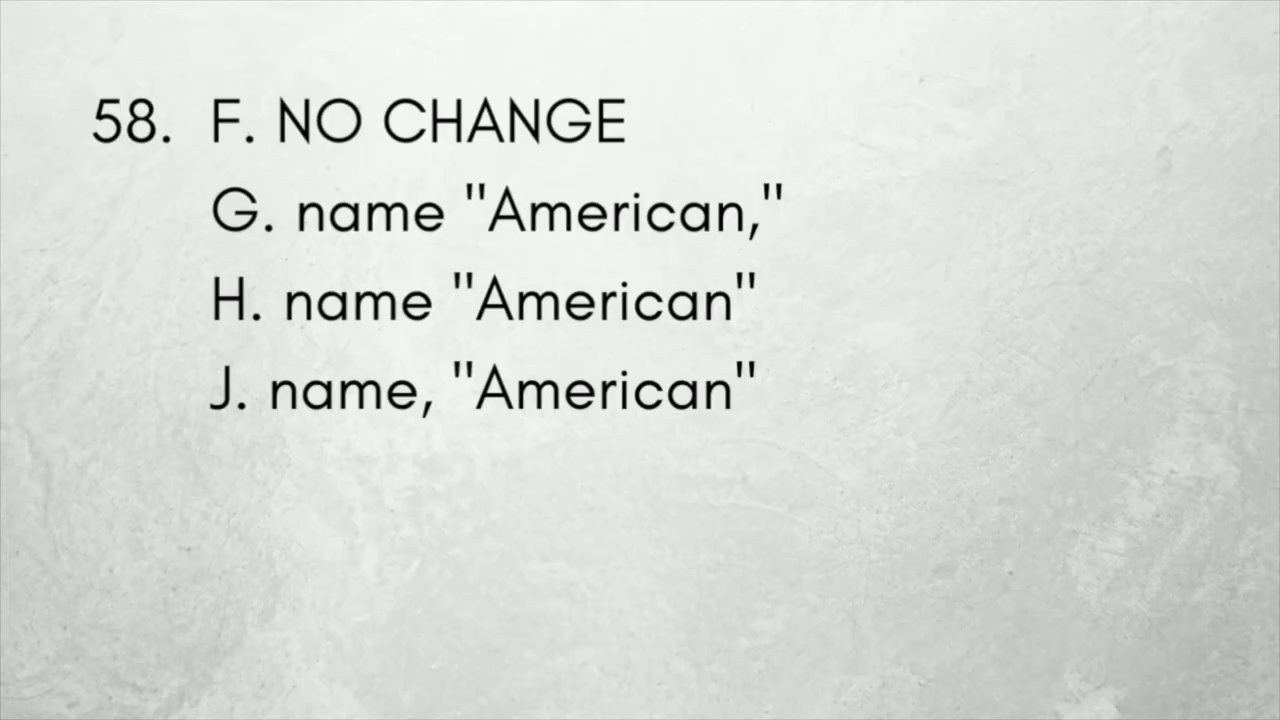 58. F. NO CHANGE
G. name "American,"
H. name "American"
J. name, "American"